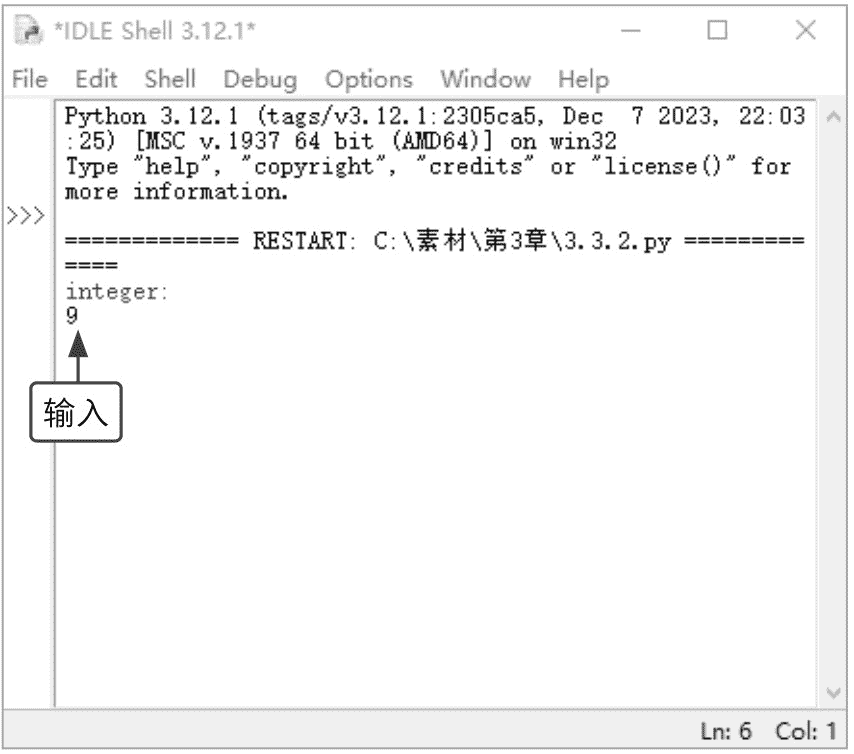 *IDLE Shell 3.12.1*
File Edit Shell Debug Options Window Help
Python 3.12.1 (tags/v3.12.1:2305ca5, Dec  7 2023, 22:03
:25) [MSC v.1937 64 bit (AMD64)] on win32
Type "help", "copyright", "credits" or "license()" for
more information.
>>>
============= RESTART: C:\素材\第3章\3.3.2.py =========
====
integer:
9
输入
Ln: 6 Col: 1